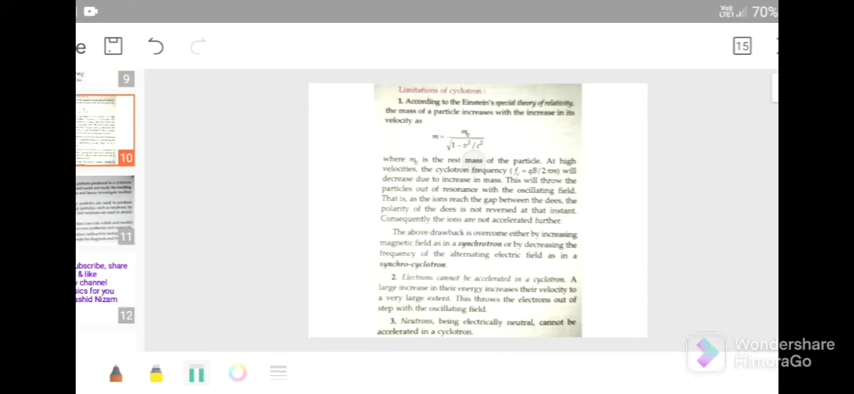 VoD
LTE1
70%
e
15
9
10
11
ubscribe, share
& like
y channel
sics for you
ashid Nizam
12
Limitations of cyclotron :
1. According to the Einstein's special theory of relativity,
the mass of a particle increases with the increase in its
velocity as
m = m₀ / √1 − v²/c²
where m₀ is the rest mass of the particle. At high
velocities, the cyclotron frequency ( f_c = qB/2πm) will
decrease due to increase in mass. This will throw the
particles out of resonance with the oscillating field.
That is, as the ions reach the gap between the dees, the
polarity of the dees is not reversed at that instant.
Consequently the ions are not accelerated further.
The above drawback is overcome either by increasing
magnetic field as in a synchrotron or by decreasing the
frequency of the alternating electric field as in a
synchro-cyclotron.
2. Electrons cannot be accelerated in a cyclotron. A
large increase in their energy increases their velocity to
a very large extent. This throws the electrons out of
step with the oscillating field.
3. Neutrons, being electrically neutral, cannot be
accelerated in a cyclotron.
Wondershare
FilmoraGo